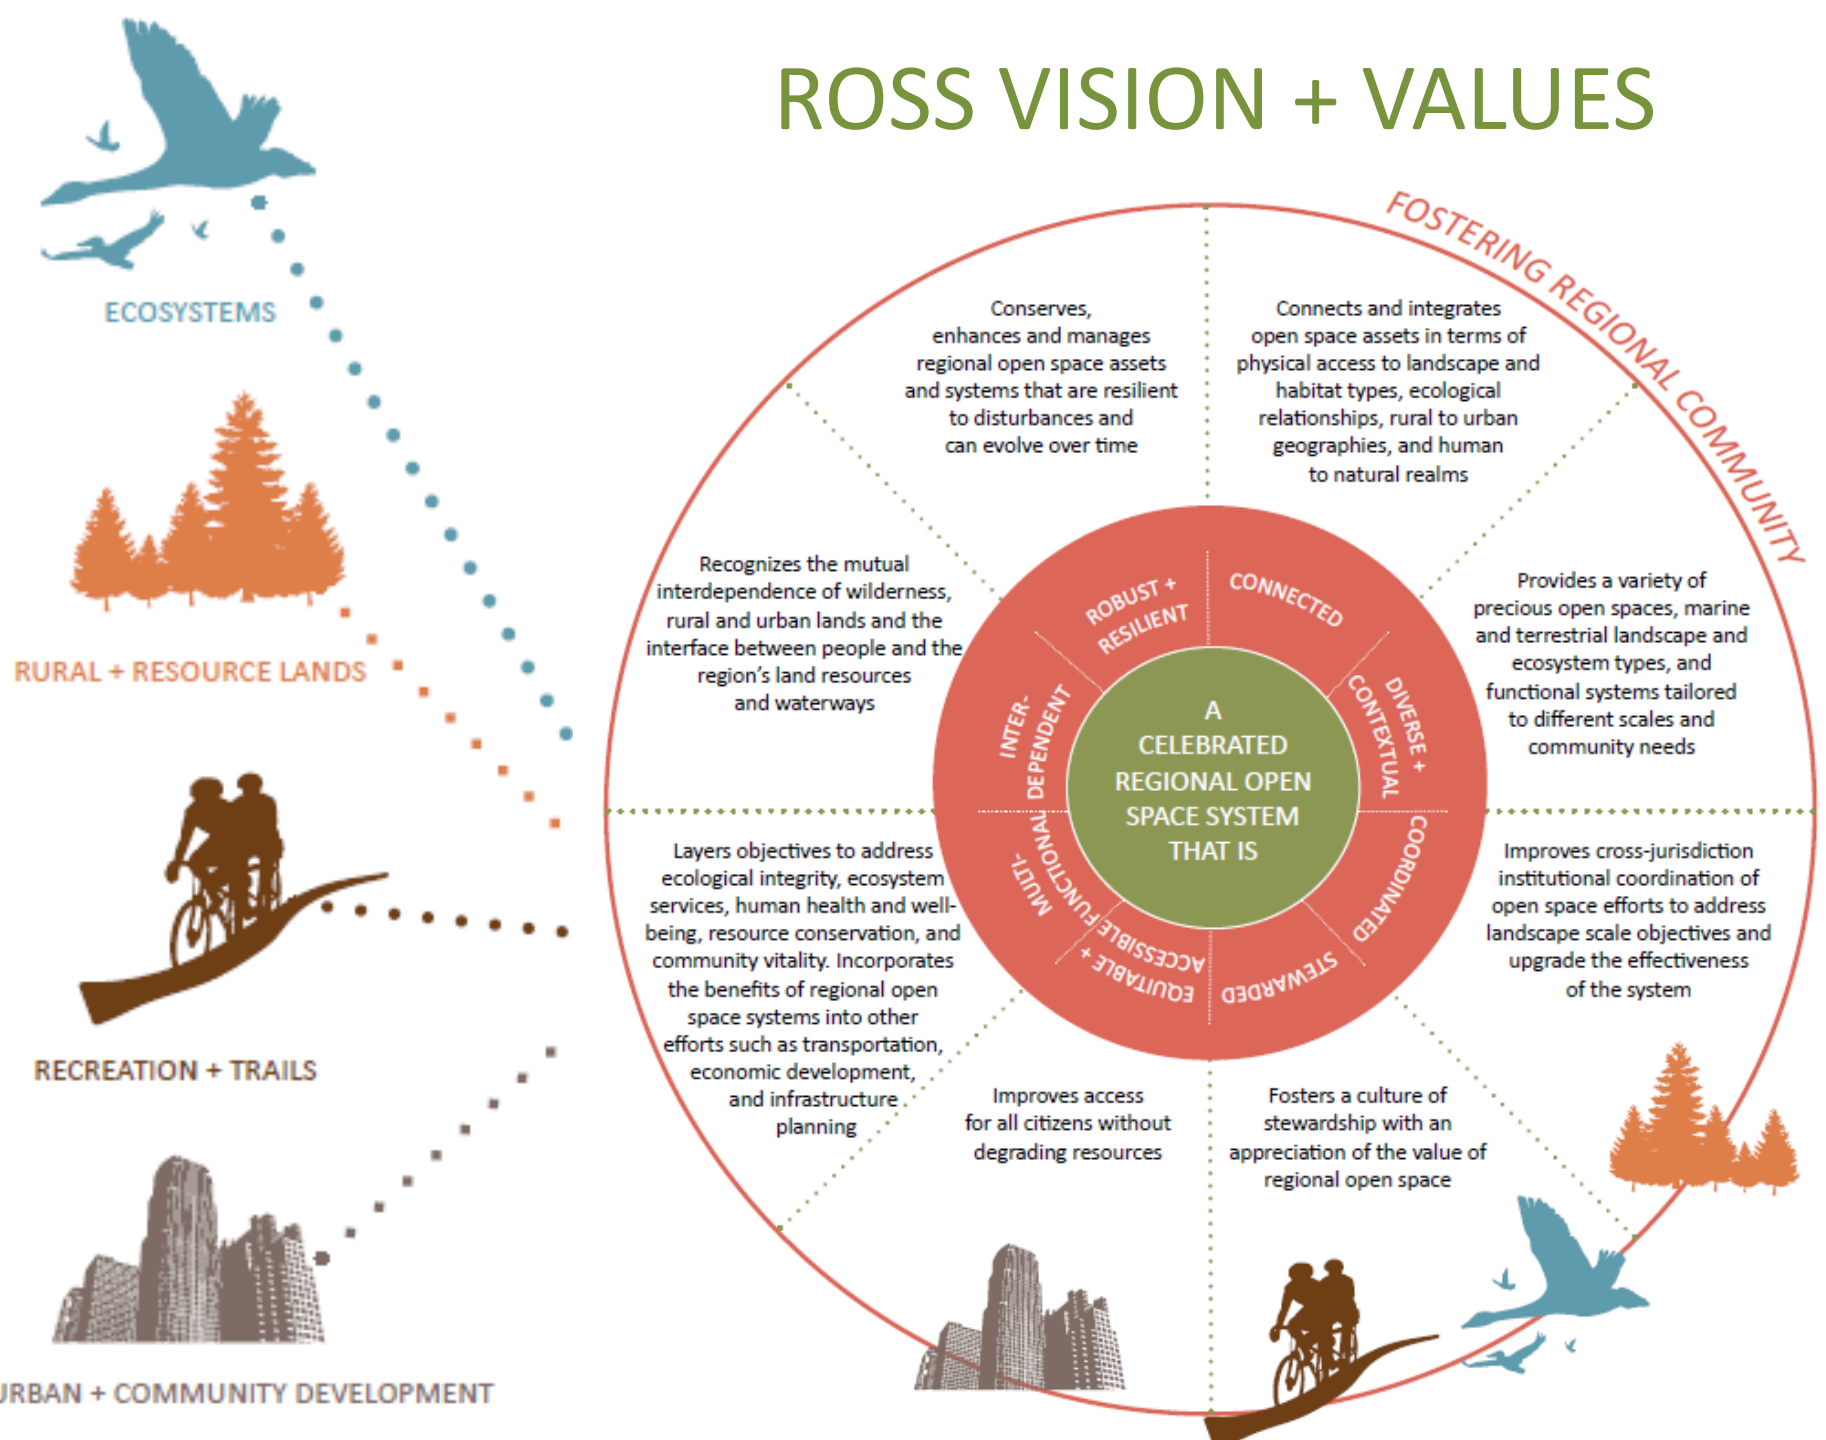 ROSS VISION + VALUES
ECOSYSTEMS
RURAL + RESOURCE LANDS
RECREATION + TRAILS
URBAN + COMMUNITY DEVELOPMENT
FOSTERING REGIONAL COMMUNITY
Conserves,
enhances and manages
regional open space assets
and systems that are resilient
to disturbances and
can evolve over time
Connects and integrates
open space assets in terms of
physical access to landscape and
habitat types, ecological
relationships, rural to urban
geographies, and human
to natural realms
Recognizes the mutual
interdependence of wilderness,
rural and urban lands and the
interface between people and the
region's land resources
and waterways
Provides a variety of
precious open spaces, marine
and terrestrial landscape and
ecosystem types, and
functional systems tailored
to different scales and
community needs
ROBUST +
RESILIENT
CONNECTED
DIVERSE +
CONTEXTUAL
COORDINATED
STEWARDED
EQUITABLE +
ACCESSIBLE
MULTI-
FUNCTIONAL
INTER-
DEPENDENT
A
CELEBRATED
REGIONAL OPEN
SPACE SYSTEM
THAT IS
Layers objectives to address
ecological integrity, ecosystem
services, human health and well-
being, resource conservation, and
community vitality. Incorporates
the benefits of regional open
space systems into other
efforts such as transportation,
economic development,
and infrastructure
planning
Improves cross-jurisdiction
institutional coordination of
open space efforts to address
landscape scale objectives and
upgrade the effectiveness
of the system
Improves access
for all citizens without
degrading resources
Fosters a culture of
stewardship with an
appreciation of the value of
regional open space